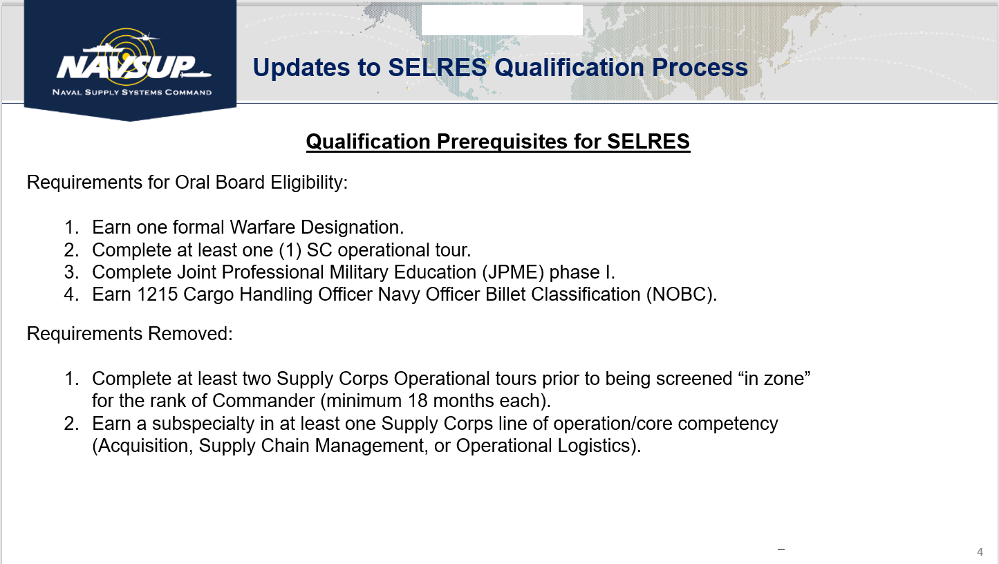 NAVSUP
NAVAL SUPPLY SYSTEMS COMMAND
Updates to SELRES Qualification Process
Qualification Prerequisites for SELRES
Requirements for Oral Board Eligibility:
1. Earn one formal Warfare Designation.
2. Complete at least one (1) SC operational tour.
3. Complete Joint Professional Military Education (JPME) phase I.
4. Earn 1215 Cargo Handling Officer Navy Officer Billet Classification (NOBC).
Requirements Removed:
1. Complete at least two Supply Corps Operational tours prior to being screened “in zone”
for the rank of Commander (minimum 18 months each).
2. Earn a subspecialty in at least one Supply Corps line of operation/core competency
(Acquisition, Supply Chain Management, or Operational Logistics).
4